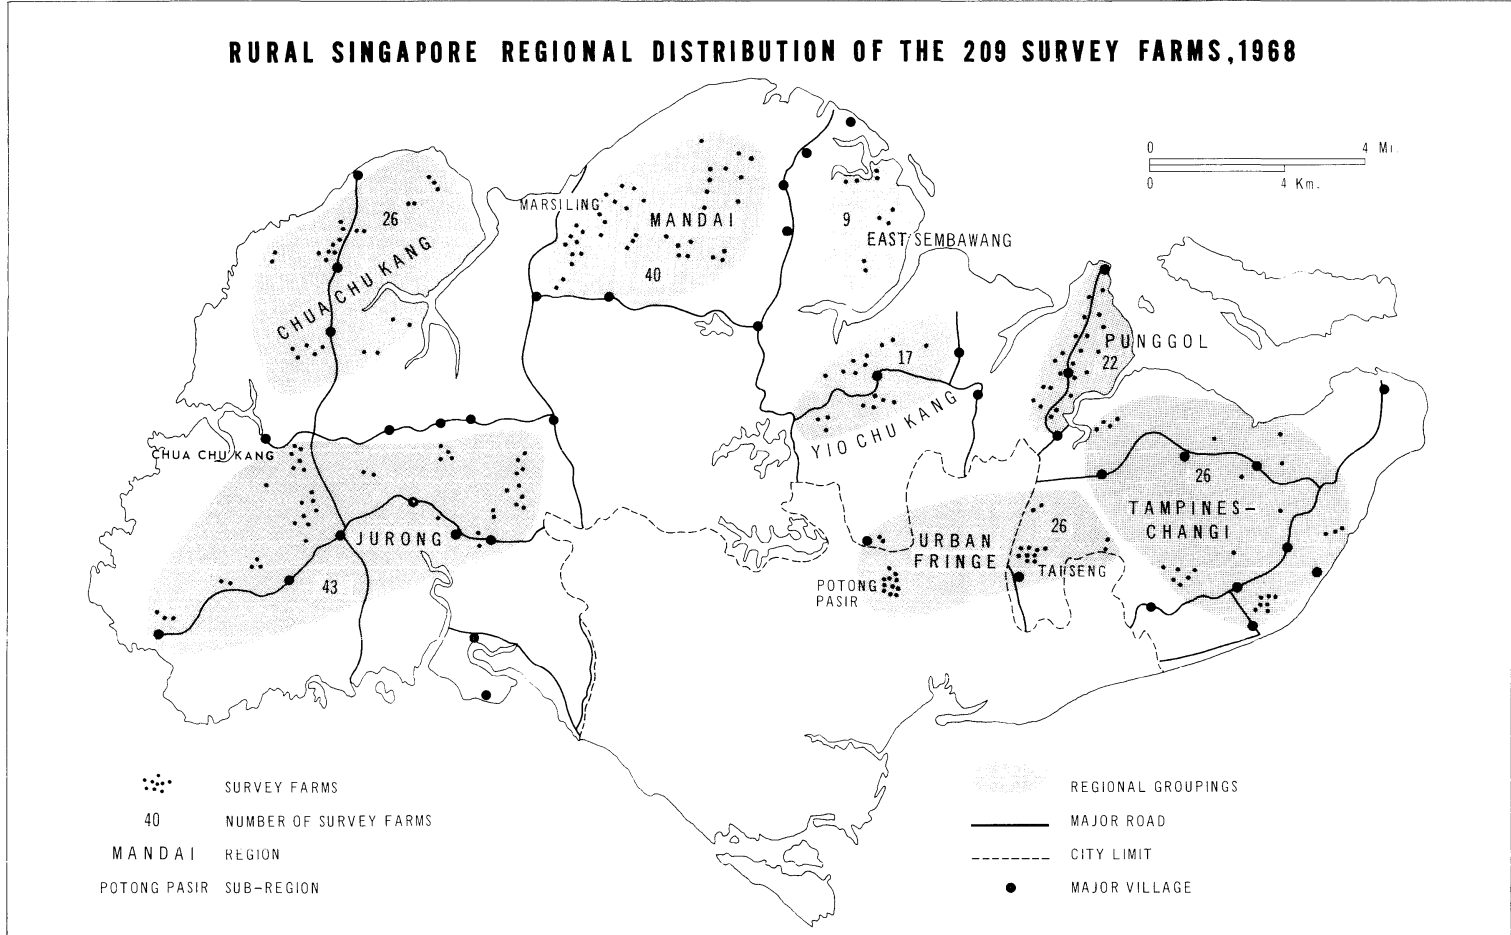 RURAL SINGAPORE REGIONAL DISTRIBUTION OF THE 209 SURVEY FARMS,1968
0 4 Mi.
0 4 Km.
26
CHUA CHU KANG
MARSILING
MANDAI
40
9
EAST SEMBAWANG
17
YIO CHU KANG
PUNGGOL
22
CHUA CHU KANG
JURONG
43
26
TAMPINES-
CHANGI
26
URBAN
FRINGE
TAI SENG
POTONG
PASIR
SURVEY FARMS
40 NUMBER OF SURVEY FARMS
MANDAI REGION
POTONG PASIR SUB-REGION
REGIONAL GROUPINGS
MAJOR ROAD
CITY LIMIT
MAJOR VILLAGE